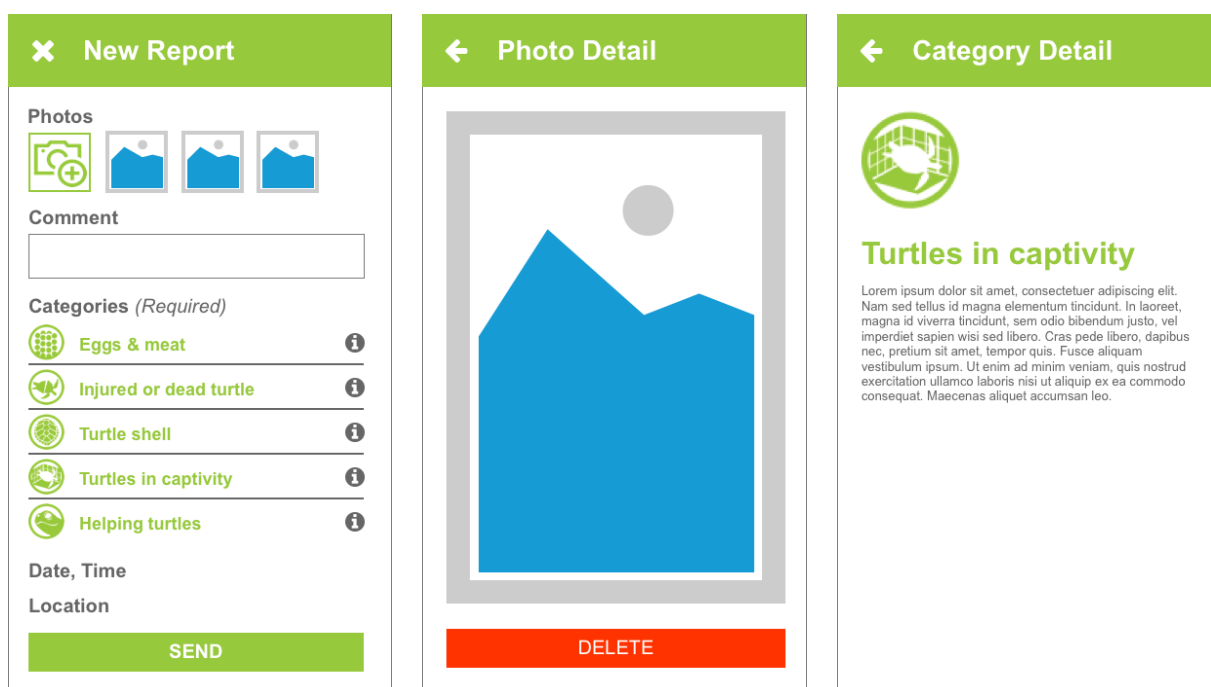 New Report
Photos
Comment
Categories (Required)
Eggs & meat
Injured or dead turtle
Turtle shell
Turtles in captivity
Helping turtles
Date, Time
Location
SEND
Photo Detail
DELETE
Category Detail
Turtles in captivity
Lorem ipsum dolor sit amet, consectetuer adipiscing elit.
Nam sed tellus id magna elementum tincidunt. In laoreet,
magna id viverra tincidunt, sem odio bibendum justo, vel
imperdiet sapien wisi sed libero. Cras pede libero, dapibus
nec, pretium sit amet, tempor quis. Fusce aliquam
vestibulum ipsum. Ut enim ad minim veniam, quis nostrud
exercitation ullamco laboris nisi ut aliquip ex ea commodo
consequat. Maecenas aliquet accumsan leo.